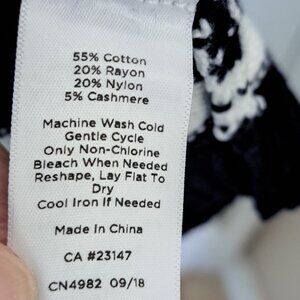 55% Cotton
20% Rayon
20% Nylon
5% Cashmere
Machine Wash Cold
Gentle Cycle
Only Non-Chlorine
Bleach When Needed
Reshape, Lay Flat To
Dry
Cool Iron If Needed
Made In China
CA #23147
CN4982 09/18